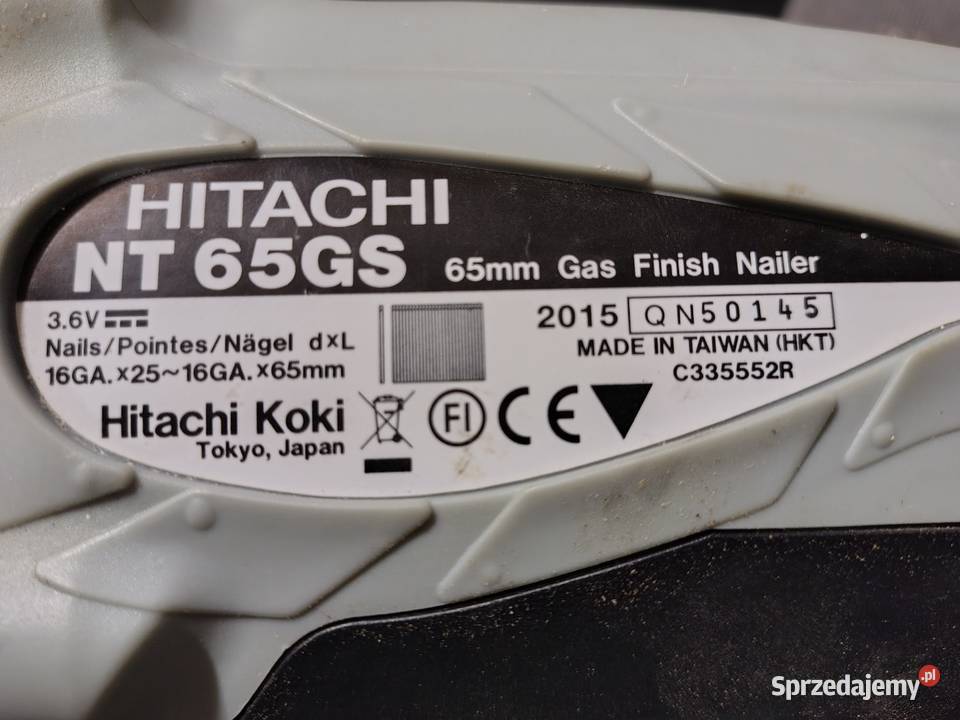 HITACHI
NT 65GS 65mm Gas Finish Nailer
3.6V
Nails/Pointes/Nägel d×L
16GA.×25~16GA.×65mm
2015 QN50145
MADE IN TAIWAN (HKT)
C335552R
Hitachi Koki
Tokyo, Japan
FI CE
Sprzedajemy.pl